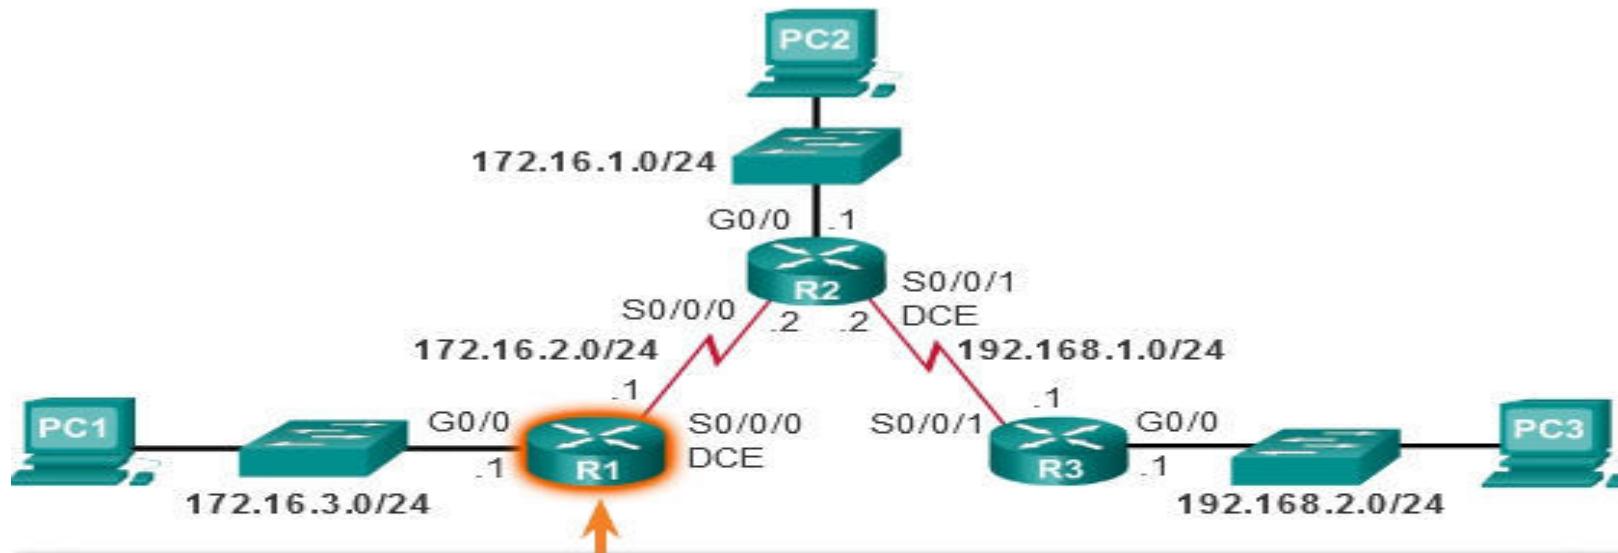 PC2
172.16.1.0/24
G0/0 .1
R2
S0/0/1
DCE
S0/0/0
.2 .2
172.16.2.0/24
192.168.1.0/24
.1
.1
PC1
G0/0
S0/0/0
DCE
S0/0/1
G0/0
PC3
.1
R1
R3
.1
172.16.3.0/24
192.168.2.0/24